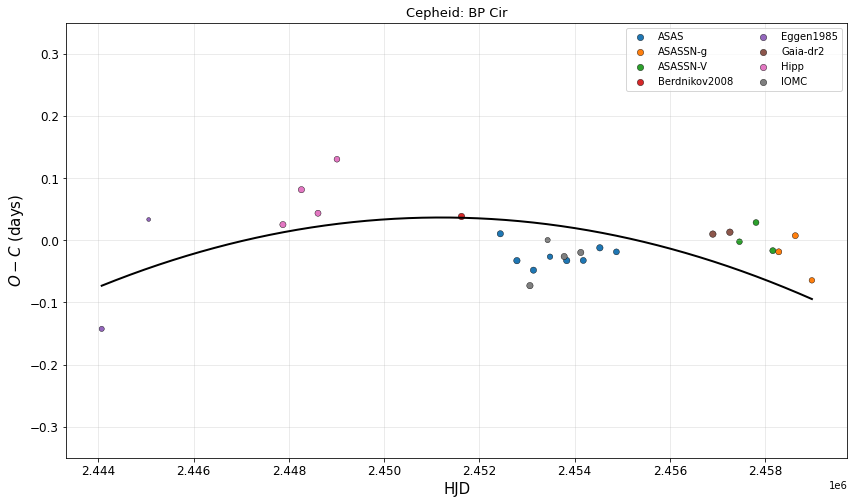 Cepheid: BP Cir
ASAS
ASASSN-g
ASASSN-V
Berdnikov2008
Eggen1985
Gaia-dr2
Hipp
IOMC
O − C (days)
0.3
0.2
0.1
0.0
−0.1
−0.2
−0.3
2.444 2.446 2.448 2.450 2.452 2.454 2.456 2.458
1e6
HJD